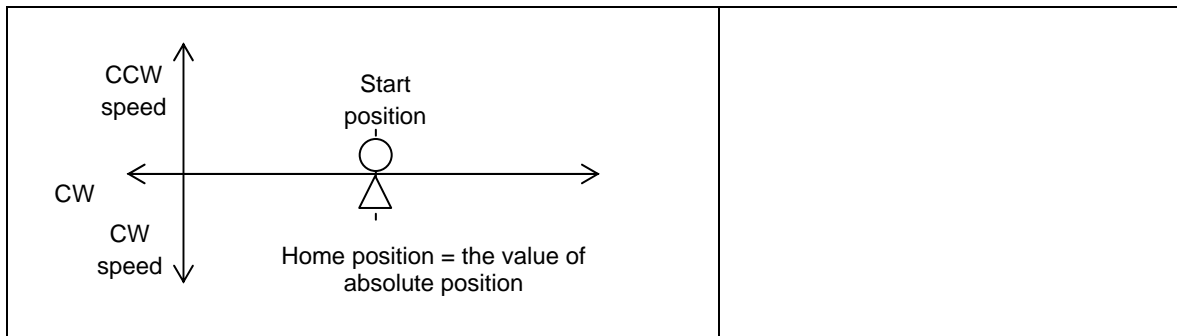 CCW
speed
Start
position
CW
CW
speed
Home position = the value of
absolute position